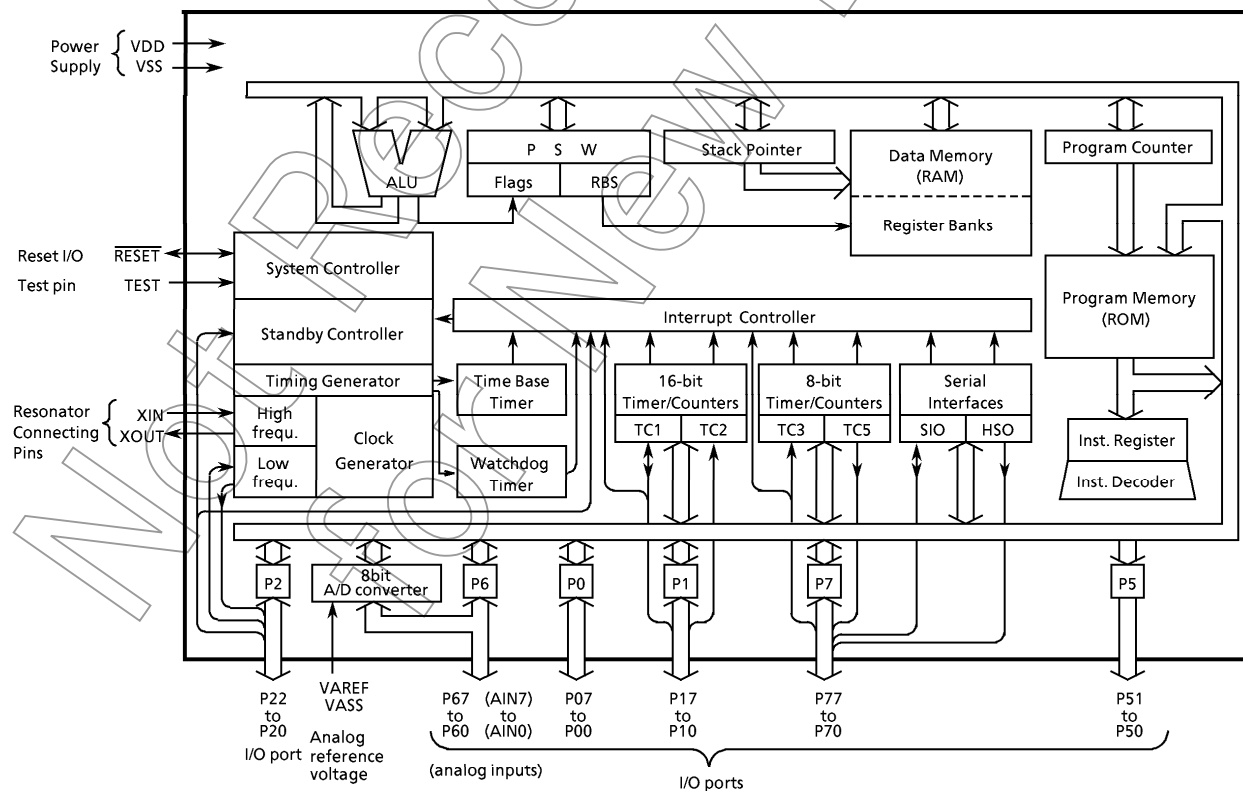 Power Supply
VDD
VSS
ALU
P S W
Flags
RBS
Stack Pointer
Data Memory
(RAM)
Register Banks
Program Counter
Reset I/O
RESET
Test pin
TEST
System Controller
Standby Controller
Timing Generator
High
frequ.
Low
frequ.
Clock
Generator
Resonator
Connecting
Pins
XIN
XOUT
Interrupt Controller
Time Base
Timer
Watchdog
Timer
16-bit
Timer/Counters
TC1
TC2
8-bit
Timer/Counters
TC3
TC5
Serial
Interfaces
SIO
HSO
Program Memory
(ROM)
Inst. Register
Inst. Decoder
P2
8bit
A/D converter
P6
P0
P1
P7
P5
P22
to
P20
I/O port
VAREF
VASS
Analog
reference
voltage
P67
to
P60
(AIN7)
to
(AIN0)
(analog inputs)
P07
to
P00
P17
to
P10
P77
to
P70
P51
to
P50
I/O ports
Not Reco
for New